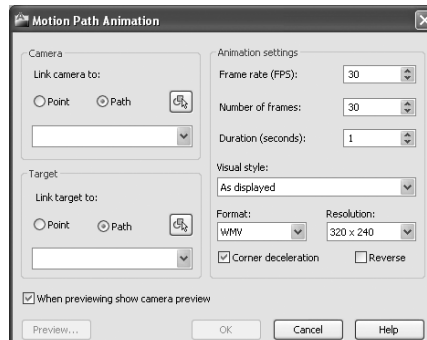 Motion Path Animation
Camera
Link camera to:
Point Path
Target
Link target to:
Point Path
Animation settings
Frame rate (FPS): 30
Number of frames: 30
Duration (seconds): 1
Visual style:
As displayed
Format: Resolution:
WMV 320 x 240
Corner deceleration Reverse
When previewing show camera preview
Preview... OK Cancel Help